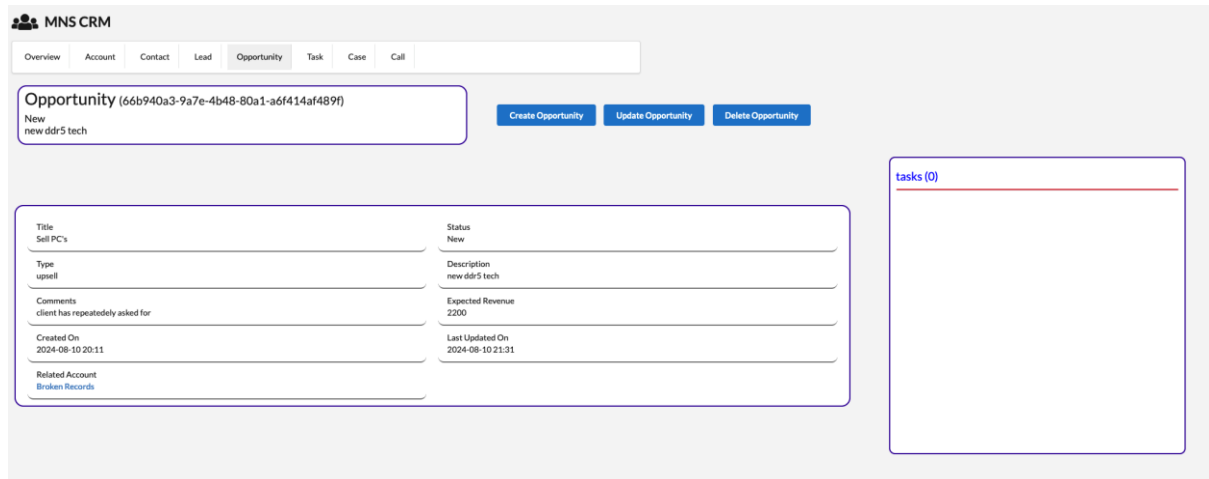 MNS CRM
Overview Account Contact Lead Opportunity Task Case Call
Opportunity (66b940a3-9a7e-4b48-80a1-a6f414af489f)
New
new ddr5 tech
Create Opportunity Update Opportunity Delete Opportunity
tasks (0)
Title
Sell PC's
Status
New
Type
upsell
Description
new ddr5 tech
Comments
client has repeatedely asked for
Expected Revenue
2200
Created On
2024-08-10 20:11
Last Updated On
2024-08-10 21:31
Related Account
Broken Records